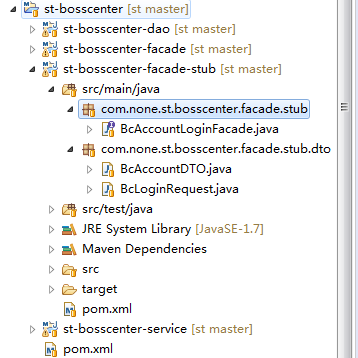 st-bosscenter [st master]
st-bosscenter-dao [st master]
st-bosscenter-facade [st master]
st-bosscenter-facade-stub [st master]
src/main/java
com.none.st.bosscenter.facade.stub
BcAccountLoginFacade.java
com.none.st.bosscenter.facade.stub.dto
BcAccountDTO.java
BcLoginRequest.java
src/test/java
JRE System Library [JavaSE-1.7]
Maven Dependencies
src
target
pom.xml
st-bosscenter-service [st master]
pom.xml